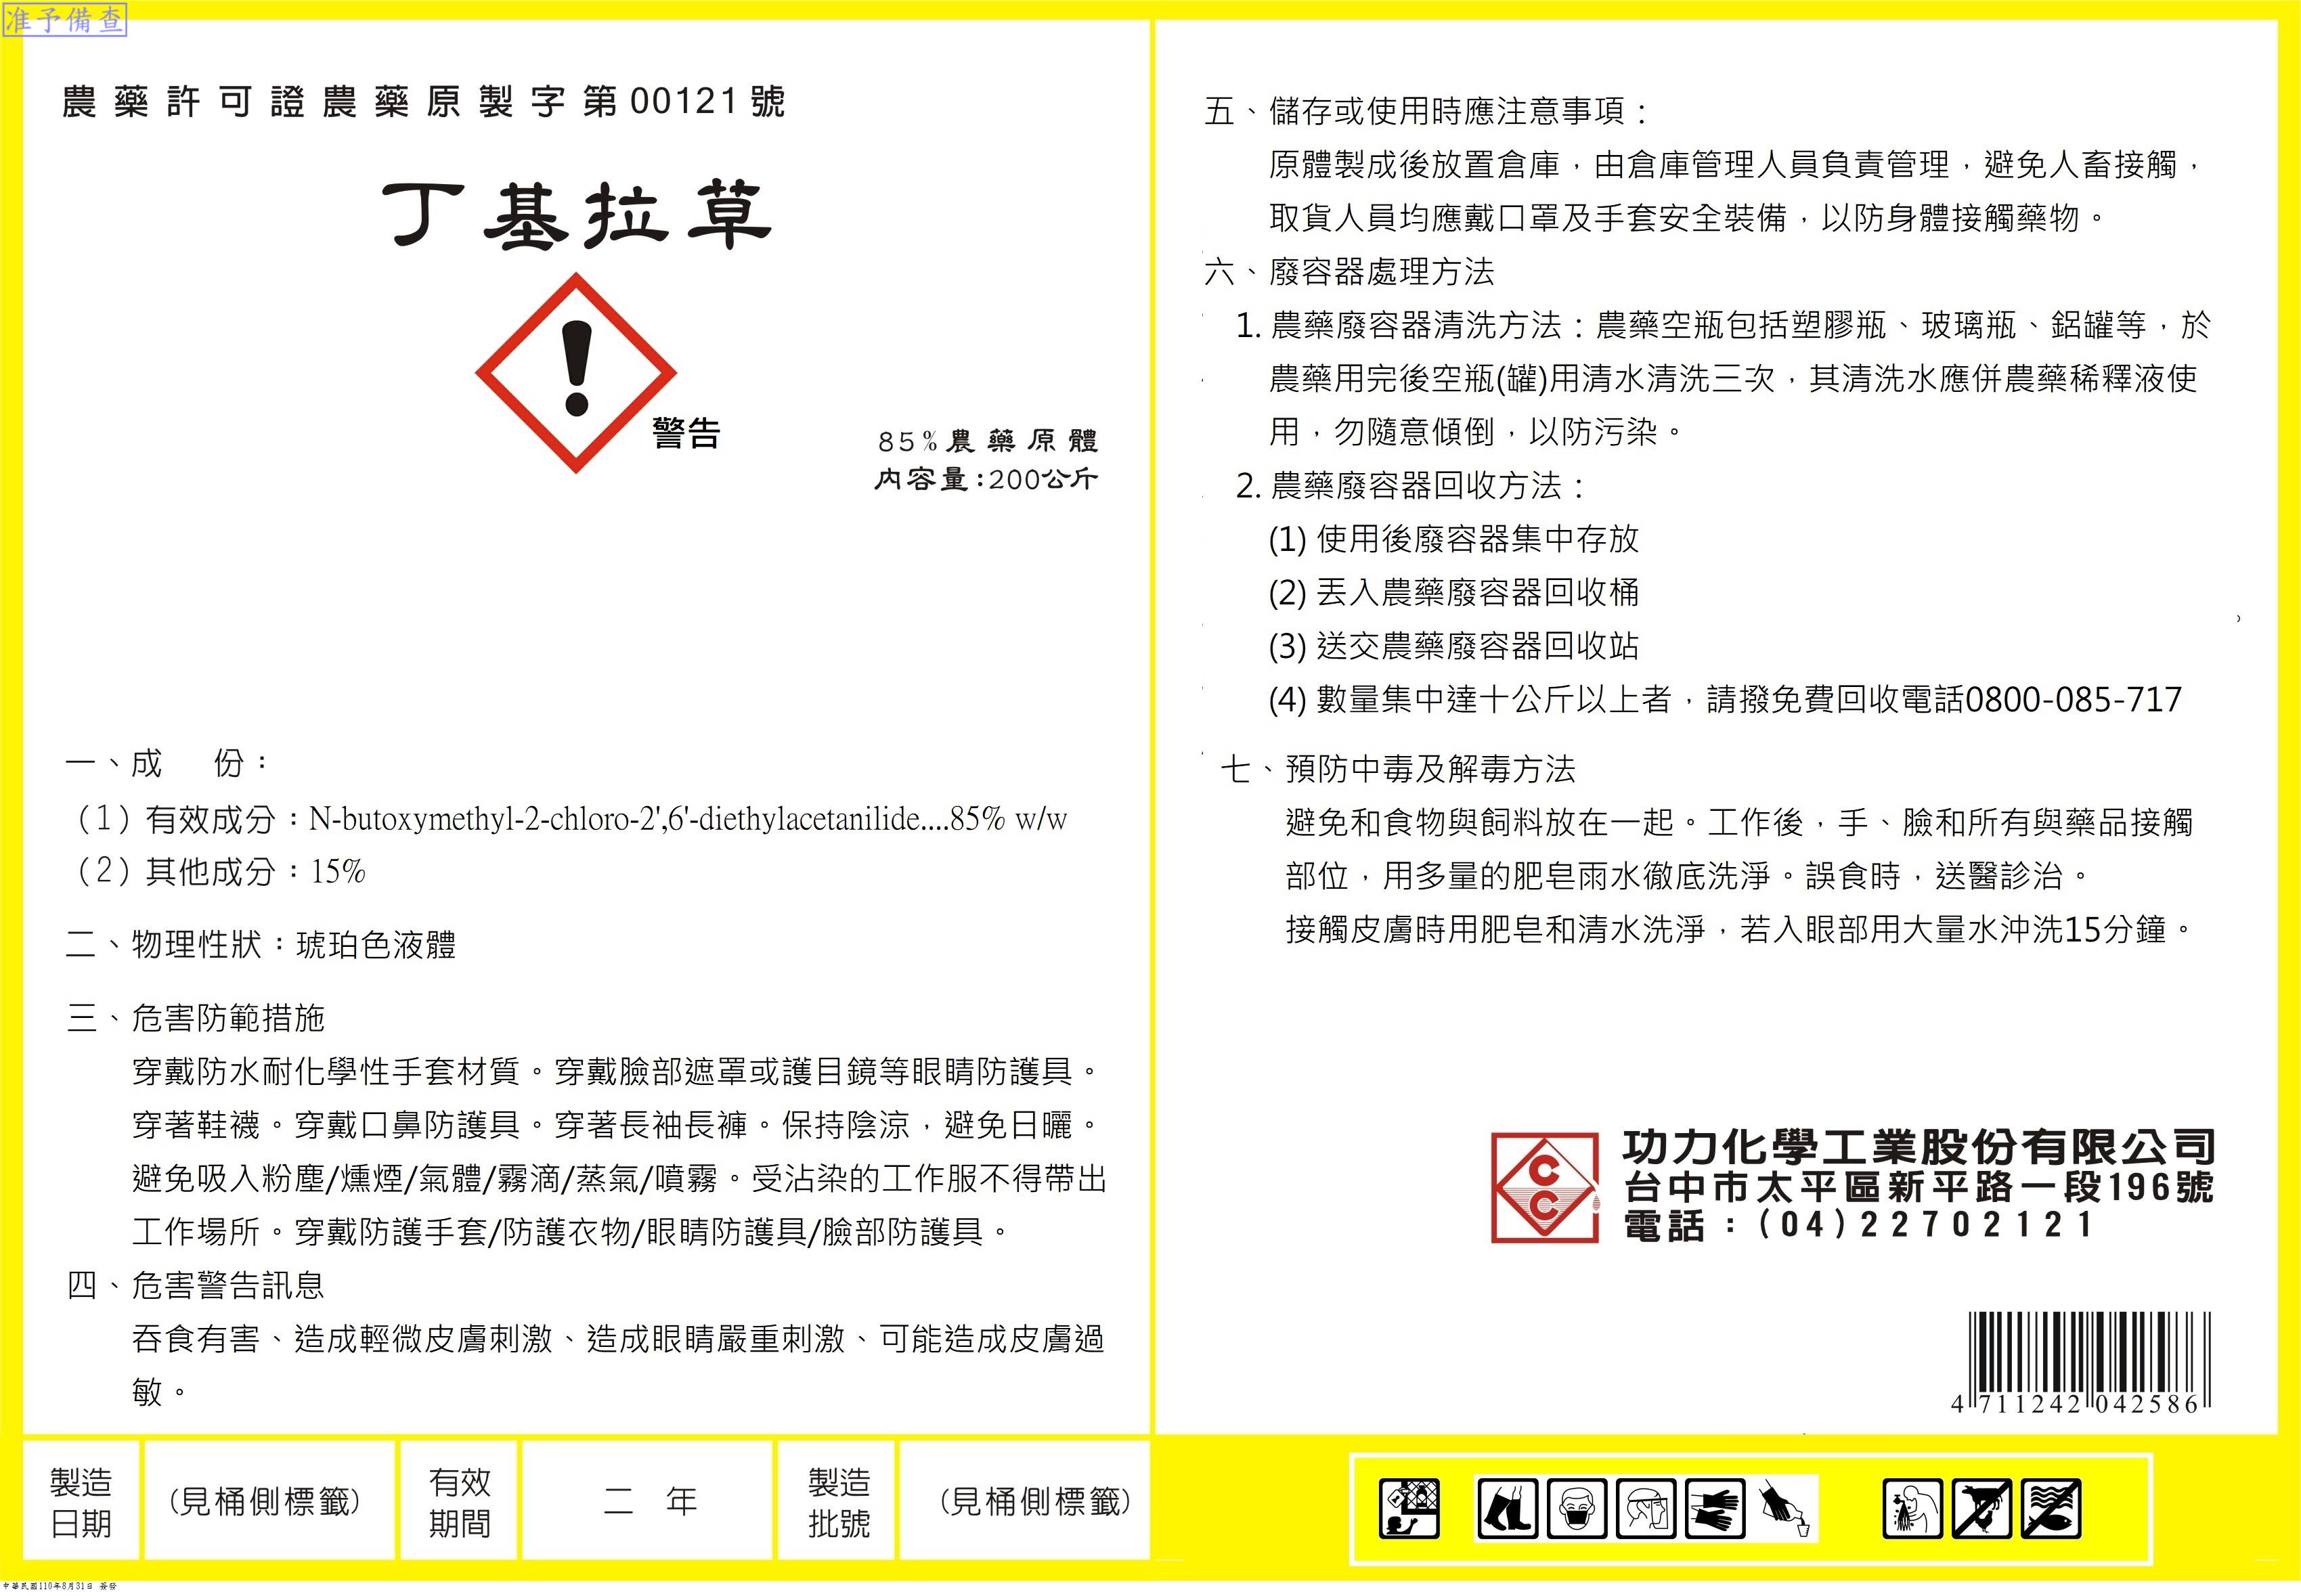 准予備查
農藥許可證農藥原製字第00121號
丁基拉草
警告
85%農藥原體
內容量:200公斤
一、成　份：
（1）有效成分：N-butoxymethyl-2-chloro-2',6'-diethylacetanilide....85% w/w
（2）其他成分：15%
二、物理性狀：琥珀色液體
三、危害防範措施
穿戴防水耐化學性手套材質。穿戴臉部遮罩或護目鏡等眼睛防護具。
穿著鞋襪。穿戴口鼻防護具。穿著長袖長褲。保持陰涼，避免日曬。
避免吸入粉塵/燻煙/氣體/霧滴/蒸氣/噴霧。受沾染的工作服不得帶出
工作場所。穿戴防護手套/防護衣物/眼睛防護具/臉部防護具。
四、危害警告訊息
吞食有害、造成輕微皮膚刺激、造成眼睛嚴重刺激、可能造成皮膚過
敏。
製造日期
(見桶側標籤)
有效期間
二　年
製造批號
(見桶側標籤)
五、儲存或使用時應注意事項：
原體製成後放置倉庫，由倉庫管理人員負責管理，避免人畜接觸，
取貨人員均應戴口罩及手套安全裝備，以防身體接觸藥物。
六、廢容器處理方法
1. 農藥廢容器清洗方法：農藥空瓶包括塑膠瓶、玻璃瓶、鋁罐等，於
農藥用完後空瓶(罐)用清水清洗三次，其清洗水應併農藥稀釋液使
用，勿隨意傾倒，以防污染。
2. 農藥廢容器回收方法：
(1) 使用後廢容器集中存放
(2) 丟入農藥廢容器回收桶
(3) 送交農藥廢容器回收站
(4) 數量集中達十公斤以上者，請撥免費回收電話0800-085-717
七、預防中毒及解毒方法
避免和食物與飼料放在一起。工作後，手、臉和所有與藥品接觸
部位，用多量的肥皂雨水徹底洗淨。誤食時，送醫診治。
接觸皮膚時用肥皂和清水洗淨，若入眼部用大量水沖洗15分鐘。
CC
功力化學工業股份有限公司
台中市太平區新平路一段196號
電話：(04)22702121
4 711242 042586
中華民國110年8月31日 簽發